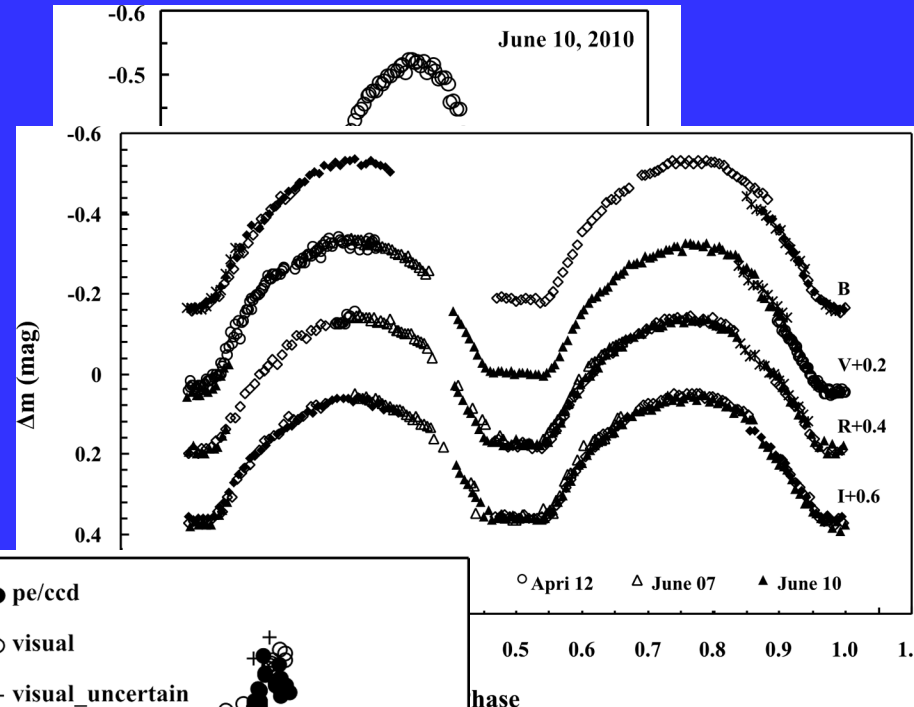 -0.6
June 10, 2010
-0.5
-0.6
-0.4
-0.2
0
0.2
0.4
Δm (mag)
B
V+0.2
R+0.4
I+0.6
Apri 12 June 07 June 10
0.5 0.6 0.7 0.8 0.9 1.0 1.
hase
pe/ccd
visual
visual_uncertain